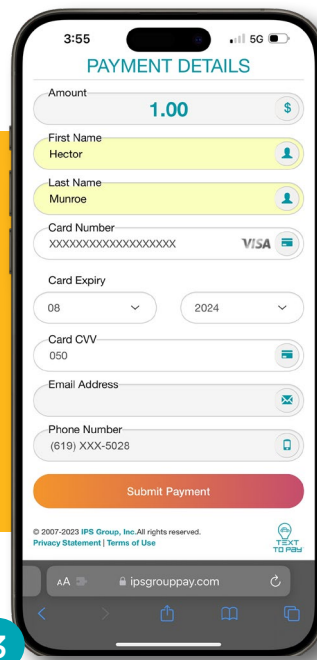 3:55
5G
PAYMENT DETAILS
Amount
1.00
$
First Name
Hector
Last Name
Munroe
Card Number
XXXXXXXXXXXXXXXXXXX
VISA
Card Expiry
08
2024
Card CVV
050
Email Address
Phone Number
(619) XXX-5028
Submit Payment
© 2007-2023 IPS Group, Inc.All rights reserved.
Privacy Statement | Terms of Use
TEXT
TO PAY
AA
ipsgrouppay.com
3